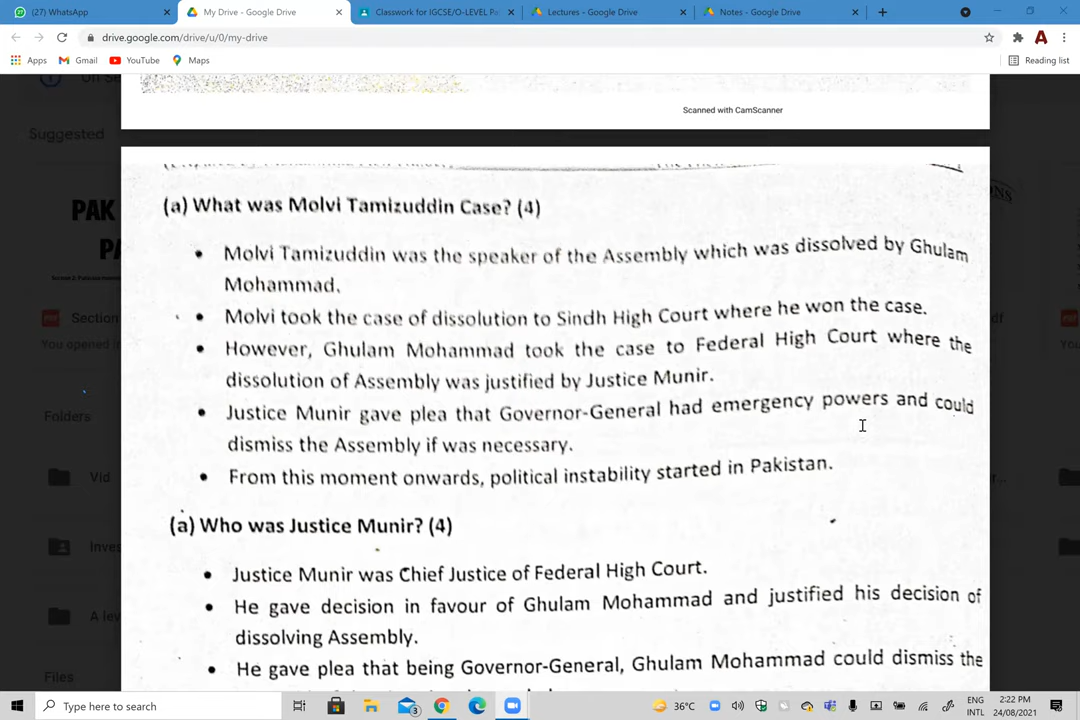 (27) WhatsApp
My Drive - Google Drive
Classwork for IGCSE/O-LEVEL Pa
Lectures - Google Drive
Notes - Google Drive
drive.google.com/drive/u/0/my-drive
Apps
Gmail
YouTube
Maps
Reading list
Suggested
Scanned with CamScanner
PAK
PA
(a) What was Molvi Tamizuddin Case? (4)
• Molvi Tamizuddin was the speaker of the Assembly which was dissolved by Ghulam
Mohammad.
• Molvi took the case of dissolution to Sindh High Court where he won the case.
• However, Ghulam Mohammad took the case to Federal High Court where the
dissolution of Assembly was justified by Justice Munir.
• Justice Munir gave plea that Governor-General had emergency powers and could
dismiss the Assembly if was necessary.
• From this moment onwards, political instability started in Pakistan.
(a) Who was Justice Munir? (4)
• Justice Munir was Chief Justice of Federal High Court.
• He gave decision in favour of Ghulam Mohammad and justified his decision of
dissolving Assembly.
• He gave plea that being Governor-General, Ghulam Mohammad could dismiss the
Section
You opened
Folders
Vid
Inves
A lev
Files
Type here to search
3
36°C
ENG
INTL
2:22 PM
24/08/2021